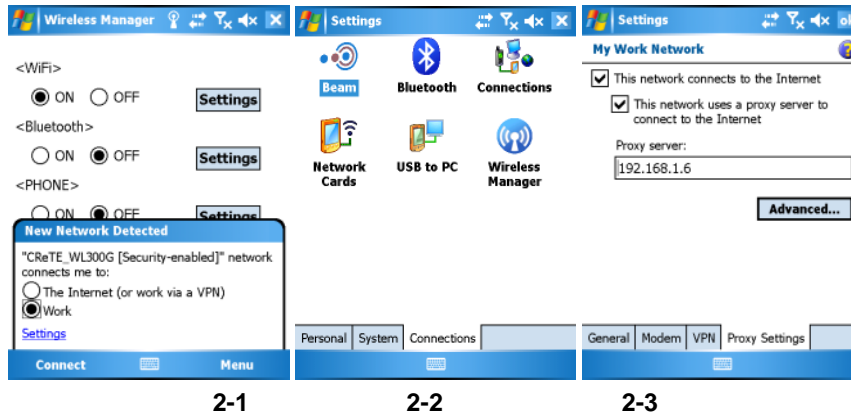 Wireless Manager
<WiFi>
ON OFF Settings
<Bluetooth>
ON OFF Settings
<PHONE>
ON OFF Settings
New Network Detected
"CReTE_WL300G [Security-enabled]" network
connects me to:
The Internet (or work via a VPN)
Work
Settings
Connect Menu
2-1
Settings
Beam Bluetooth Connections
Network Cards USB to PC Wireless Manager
Personal System Connections
2-2
Settings ok
My Work Network
This network connects to the Internet
This network uses a proxy server to
connect to the Internet
Proxy server:
192.168.1.6
Advanced...
General Modem VPN Proxy Settings
2-3